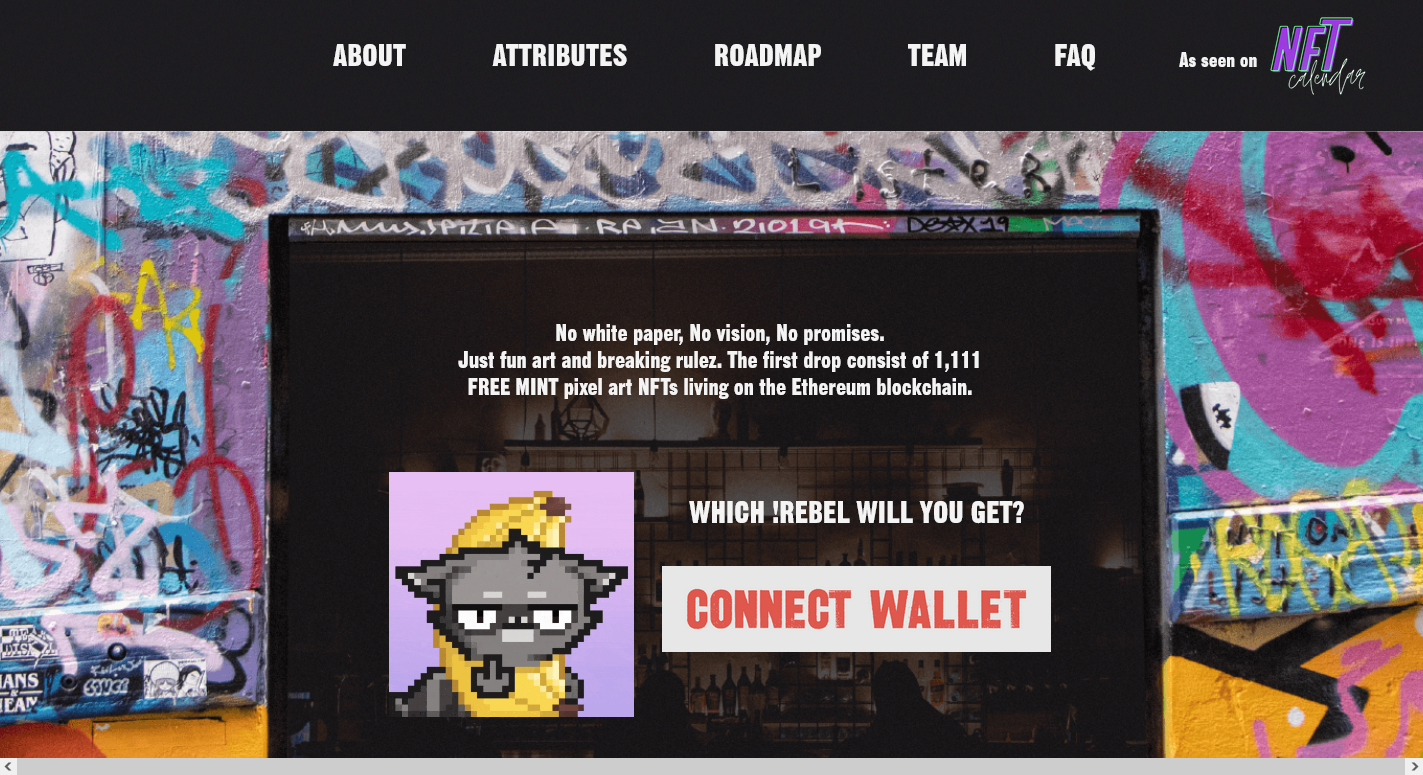 ABOUT
ATTRIBUTES
ROADMAP
TEAM
FAQ
As seen on
NFT
calendar
No white paper, No vision, No promises.
Just fun art and breaking rulez. The first drop consist of 1,111
FREE MINT pixel art NFTs living on the Ethereum blockchain.
WHICH !REBEL WILL YOU GET?
CONNECT WALLET